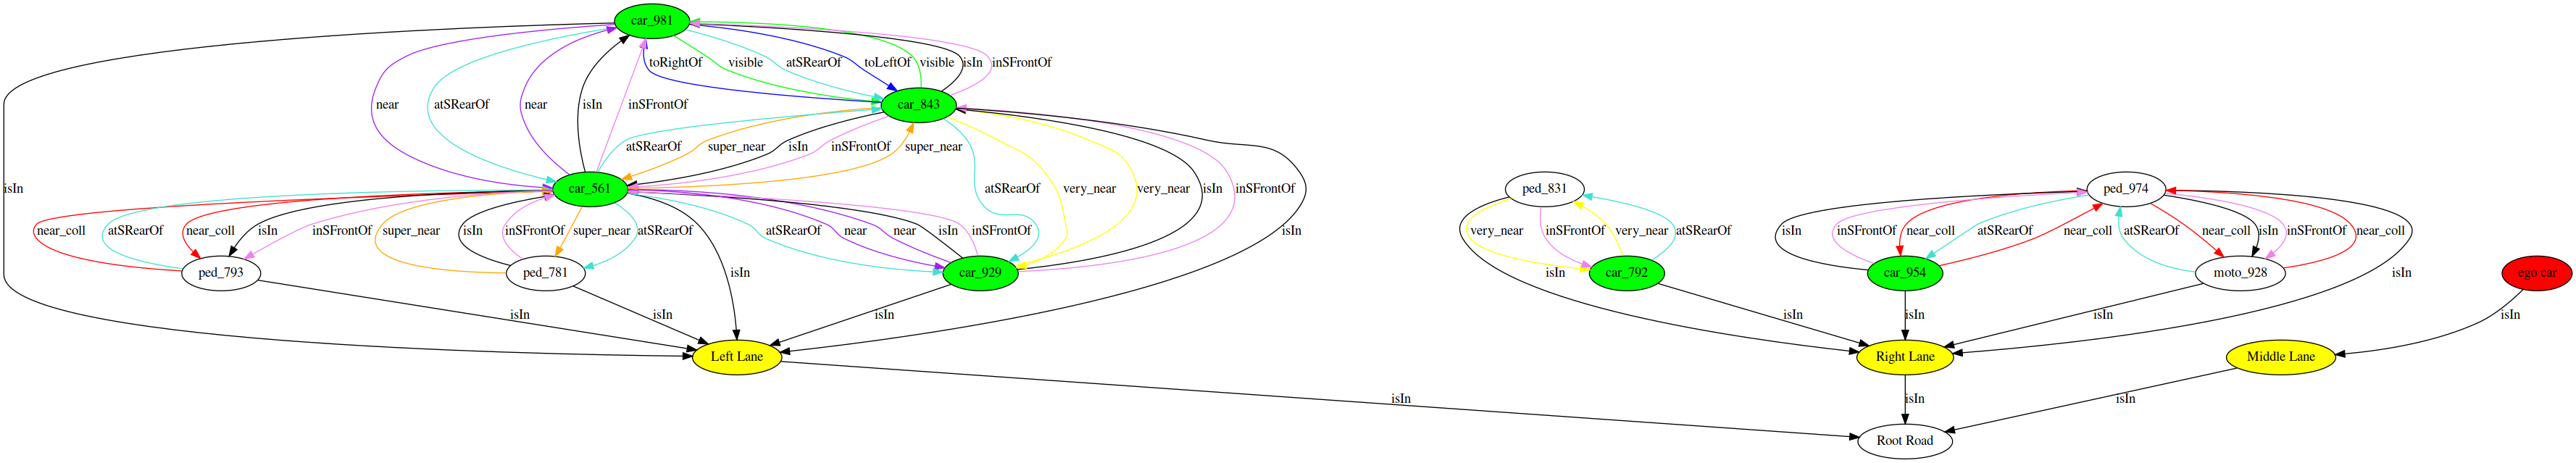 car_981
toRightOf visible atSRearOf toLeftOf visible isIn inSFrontOf
near atSRearOf near isIn inSFrontOf
car_843
atSRearOf super_near isIn inSFrontOf super_near
isIn car_561 atSRearOf very_near very_near isIn inSFrontOf ped_831 ped_974
near_coll atSRearOf near_coll isIn inSFrontOf super_near isIn inSFrontOf super_near atSRearOf atSRearOf near near isIn inSFrontOf isIn very_near inSFrontOf very_near atSRearOf isIn inSFrontOf near_coll atSRearOf near_coll atSRearOf near_coll isIn inSFrontOf near_coll
ped_793 ped_781 isIn car_929 isIn car_792 car_954 moto_928 isIn ego car
isIn isIn isIn isIn isIn isIn isIn
Left Lane Right Lane Middle Lane
isIn isIn isIn
Root Road